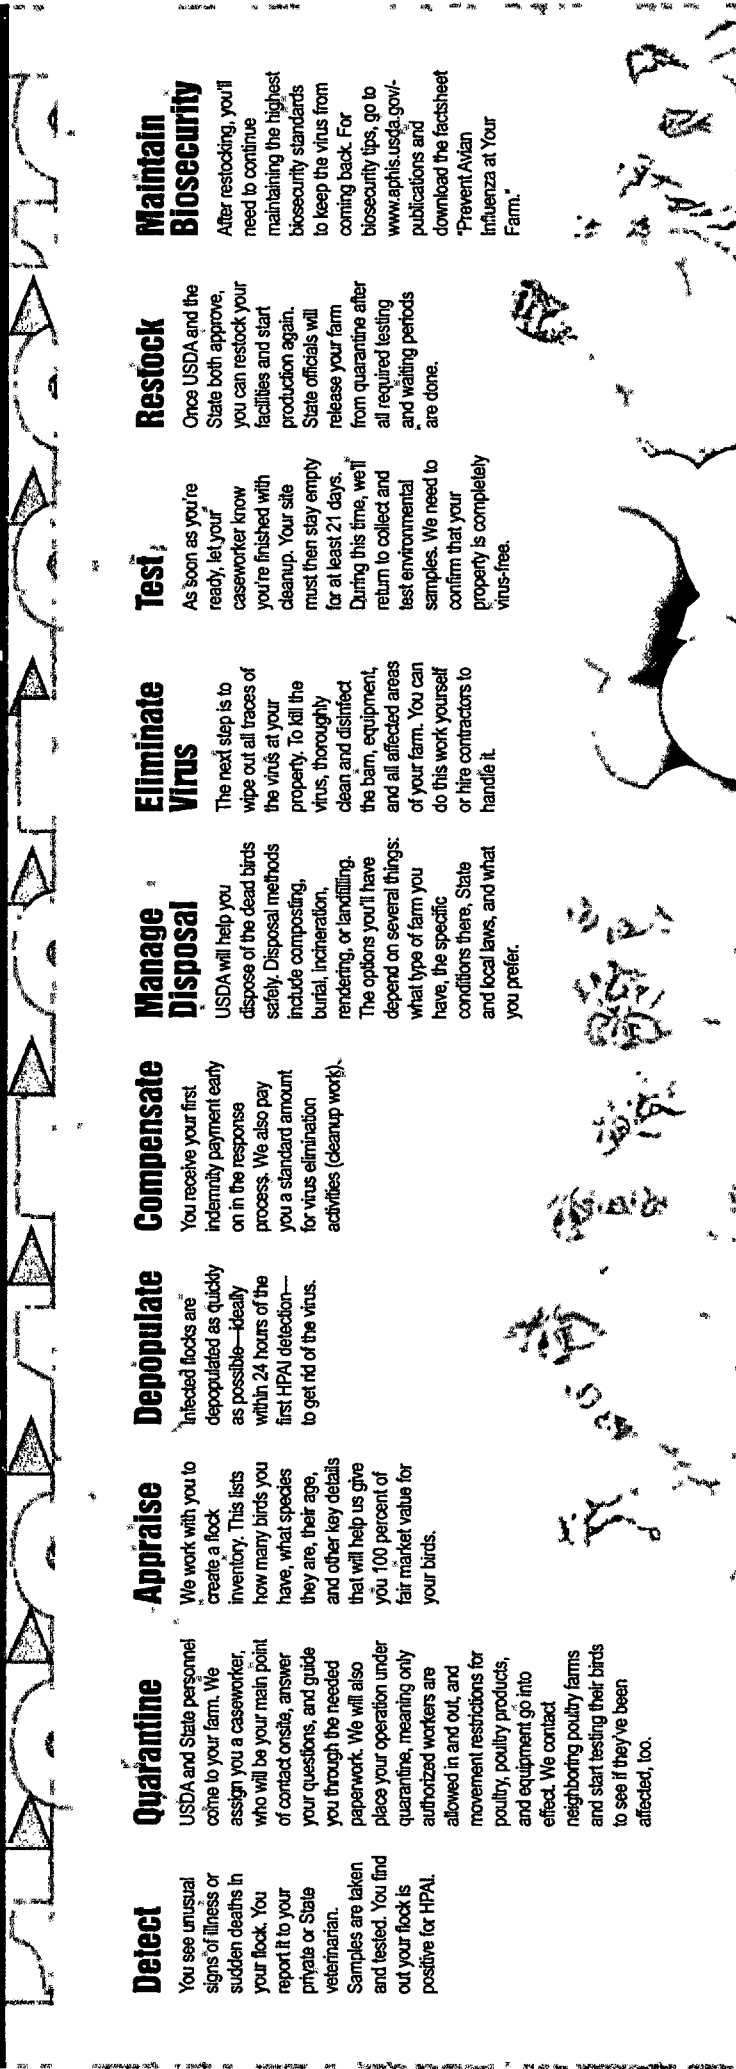 Detect
You see unusual
signs of illness or
sudden deaths in
your flock. You
report it to your
private or State
veterinarian.
Samples are taken
and tested. You find
out your flock is
positive for HPAI.
Quarantine
USDA and State personnel
come to your farm. We
assign you a caseworker,
who will be your main point
of contact onsite, answer
your questions, and guide
you through the needed
paperwork. We will also
place your operation under
quarantine, meaning only
authorized workers are
allowed in and out, and
movement restrictions for
poultry, poultry products,
and equipment go into
effect. We contact
neighboring poultry farms
and start testing their birds
to see if they've been
affected, too.
Appraise
We work with you to
create a flock
inventory. This lists
how many birds you
have, what species
they are, their age,
and other key details
that will help us give
you 100 percent of
fair market value for
your birds.
Depopulate
Infected flocks are
depopulated as quickly
as possible—ideally
within 24 hours of the
first HPAI detection—
to get rid of the virus.
Compensate
You receive your first
indemnity payment early
on in the response
process. We also pay
you a standard amount
for virus elimination
activities (cleanup work).
Manage
Disposal
USDA will help you
dispose of the dead birds
safely. Disposal methods
include composting,
burial, incineration,
rendering, or landfilling.
The options you'll have
depend on several things:
what type of farm you
have, the specific
conditions there, State
and local laws, and what
you prefer.
Eliminate
Virus
The next step is to
wipe out all traces of
the virus at your
property. To kill the
virus, thoroughly
clean and disinfect
the barn, equipment,
and all affected areas
of your farm. You can
do this work yourself
or hire contractors to
handle it.
Test
As soon as you're
ready, let your
caseworker know
you're finished with
cleanup. Your site
must then stay empty
for at least 21 days.
During this time, we'll
return to collect and
test environmental
samples. We need to
confirm that your
property is completely
virus-free.
Restock
Once USDA and the
State both approve,
you can restock your
facilities and start
production again.
State officials will
release your farm
from quarantine after
all required testing
and waiting periods
are done.
Maintain
Biosecurity
After restocking, you'll
need to continue
maintaining the highest
biosecurity standards
to keep the virus from
coming back. For
biosecurity tips, go to
www.aphis.usda.gov/-
publications and
download the factsheet
"Prevent Avian
Influenza at Your
Farm."